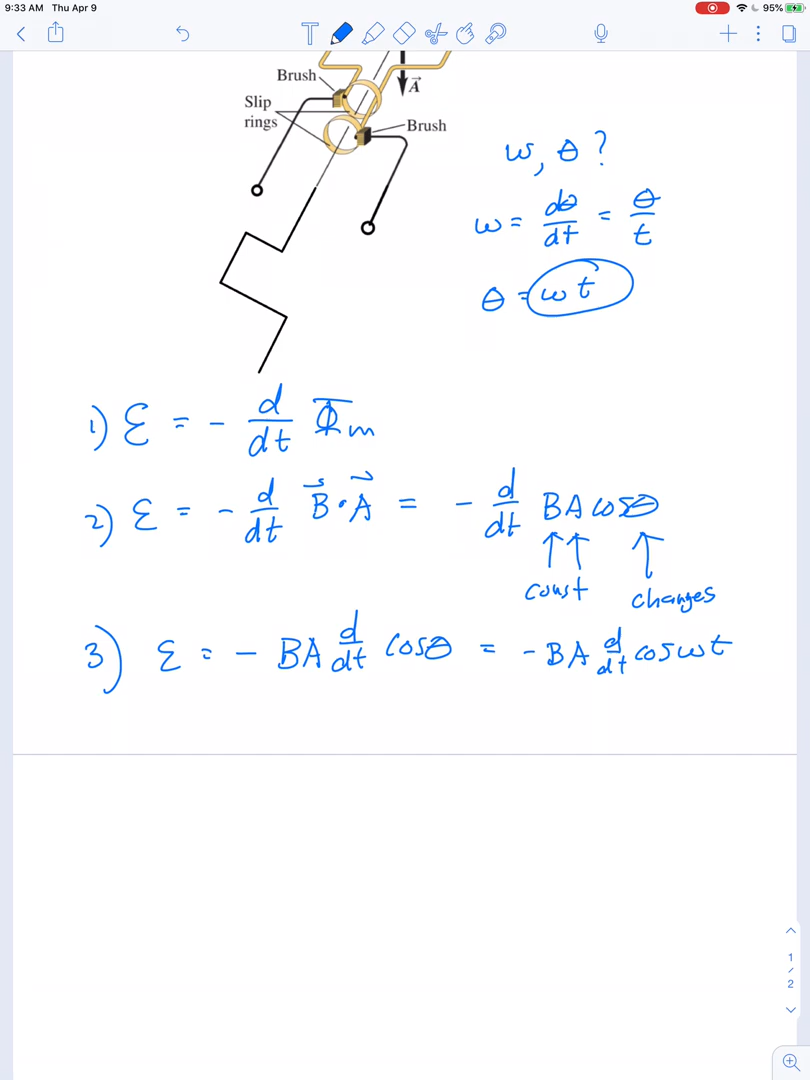 9:33 AM Thu Apr 9
95%
T
Brush
A⃗
Slip
rings
Brush
ω, θ ?
ω = dθ/dt = θ/t
θ = ωt
1) ε = - d/dt Φm
2) ε = - d/dt B⃗ · A⃗ = - d/dt BA cosθ
const
changes
3) ε = - BA d/dt cosθ = - BA d/dt cosωt
1
/
2